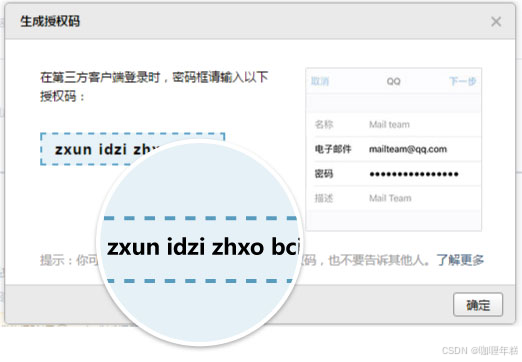 生成授权码
在第三方客户端登录时，密码框请输入以下
授权码：
zxun idzi zhx
zxun idzi zhxo bci
取消 QQ 下一步
名称 Mail team
电子邮件 mailteam@qq.com
密码 ●●●●●●●●●●●●●●●●
描述 Mail Team
提示：你可 码，也不要告诉其他人。了解更多
确定
CSDN @咖喱年糕